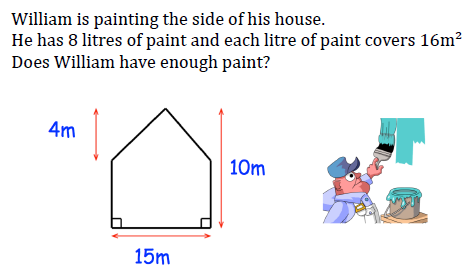 William is painting the side of his house.
He has 8 litres of paint and each litre of paint covers 16m²
Does William have enough paint?
4m
10m
15m